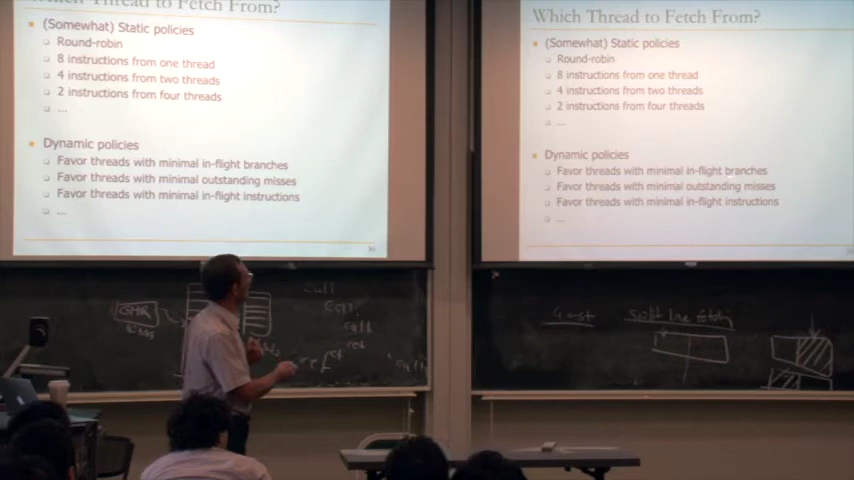 Which Thread to Fetch From?
(Somewhat) Static policies
Round-robin
8 instructions from one thread
4 instructions from two threads
2 instructions from four threads
...
Dynamic policies
Favor threads with minimal in-flight branches
Favor threads with minimal outstanding misses
Favor threads with minimal in-flight instructions
...
Which Thread to Fetch From?
(Somewhat) Static policies
Round-robin
8 instructions from one thread
4 instructions from two threads
2 instructions from four threads
...
Dynamic policies
Favor threads with minimal in-flight branches
Favor threads with minimal outstanding misses
Favor threads with minimal in-flight instructions
...
GHR
call
call
call
ret
Split line fetch